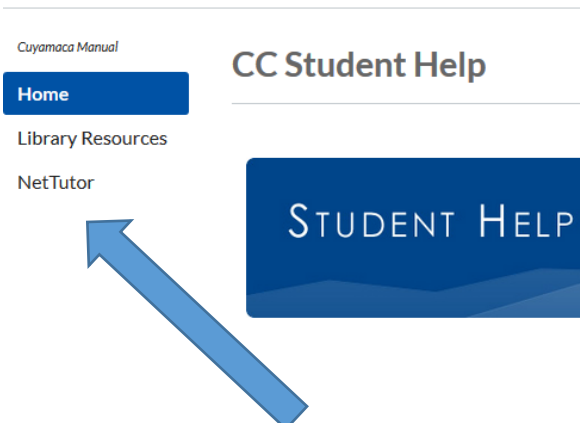 Cuyamaca Manual
CC Student Help
Home
Library Resources
NetTutor
STUDENT HELP